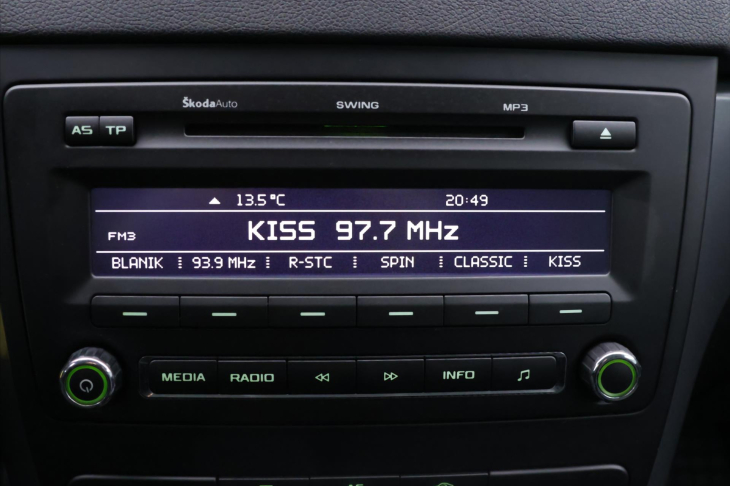 ŠkodaAuto SWING MP3
AS TP
13.5°C 20:49
FM3 KISS 97.7 MHz
BLANIK 93.9 MHz R-STC SPIN CLASSIC KISS
MEDIA RADIO INFO